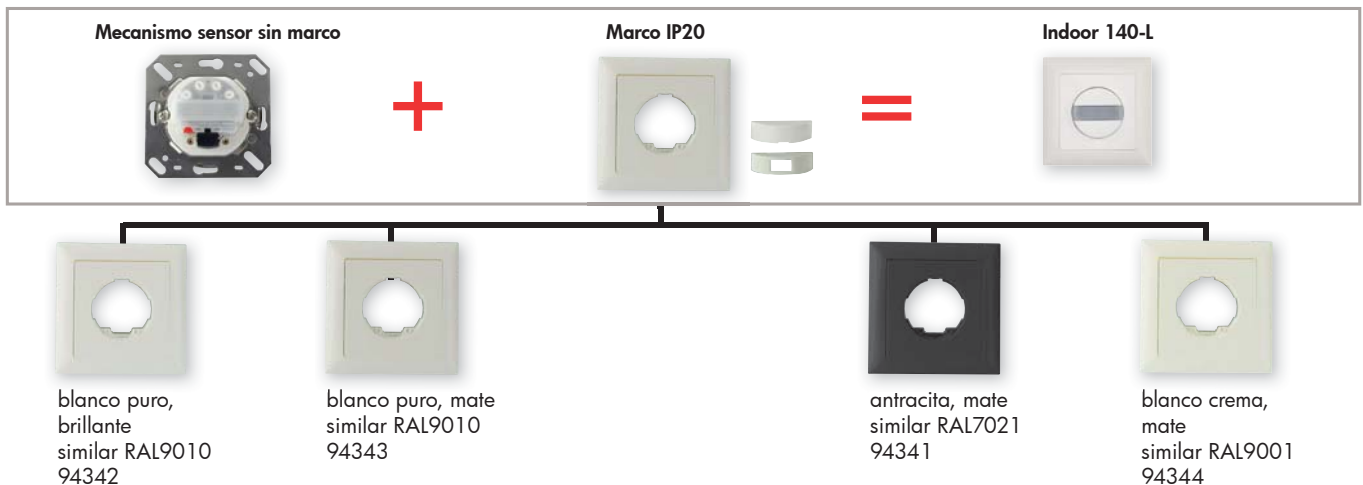 Mecanismo sensor sin marco
Marco IP20
Indoor 140-L
blanco puro,
brillante
similar RAL9010
94342
blanco puro, mate
similar RAL9010
94343
antracita, mate
similar RAL7021
94341
blanco crema,
mate
similar RAL9001
94344